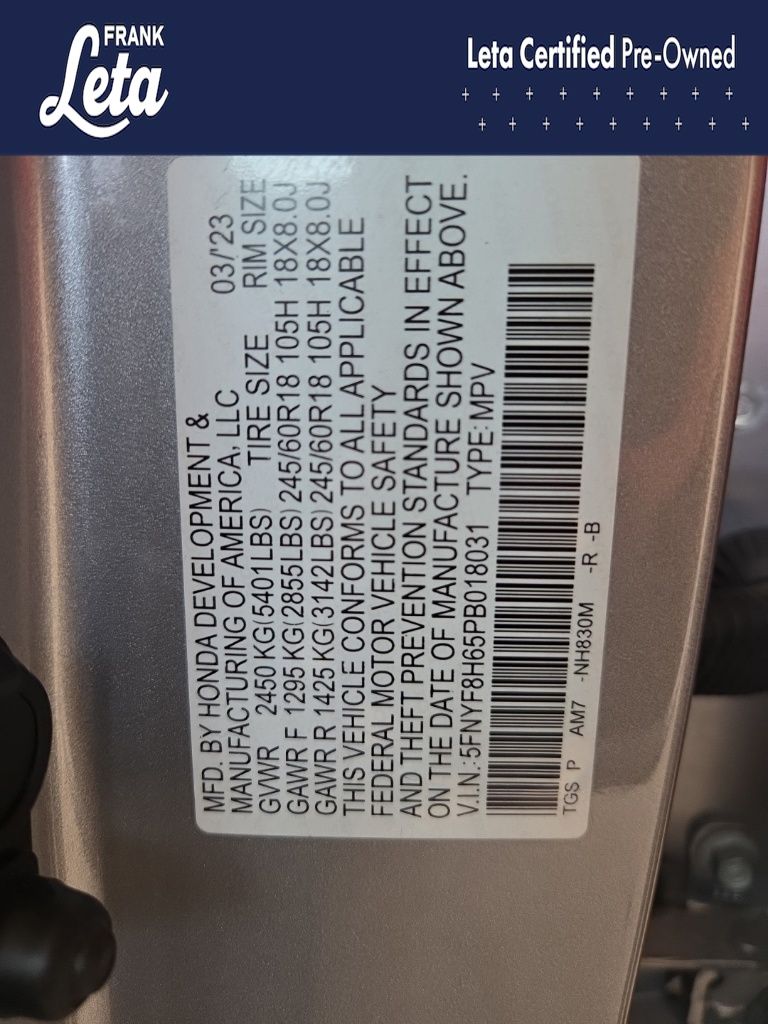 FRANK
Leta
Leta Certified Pre-Owned
MFD. BY HONDA DEVELOPMENT &
MANUFACTURING OF AMERICA, LLC 03/'23
GVWR 2450 KG(5401LBS) TIRE SIZE RIM SIZE
GAWR F 1295 KG(2855LBS) 245/60R18 105H 18X8.0J
GAWR R 1425 KG(3142LBS) 245/60R18 105H 18X8.0J
THIS VEHICLE CONFORMS TO ALL APPLICABLE
FEDERAL MOTOR VEHICLE SAFETY
AND THEFT PREVENTION STANDARDS IN EFFECT
ON THE DATE OF MANUFACTURE SHOWN ABOVE.
V.I.N.:5FNYF8H65PB018031 TYPE:MPV
TGS P AM7 -NH830M -R -B